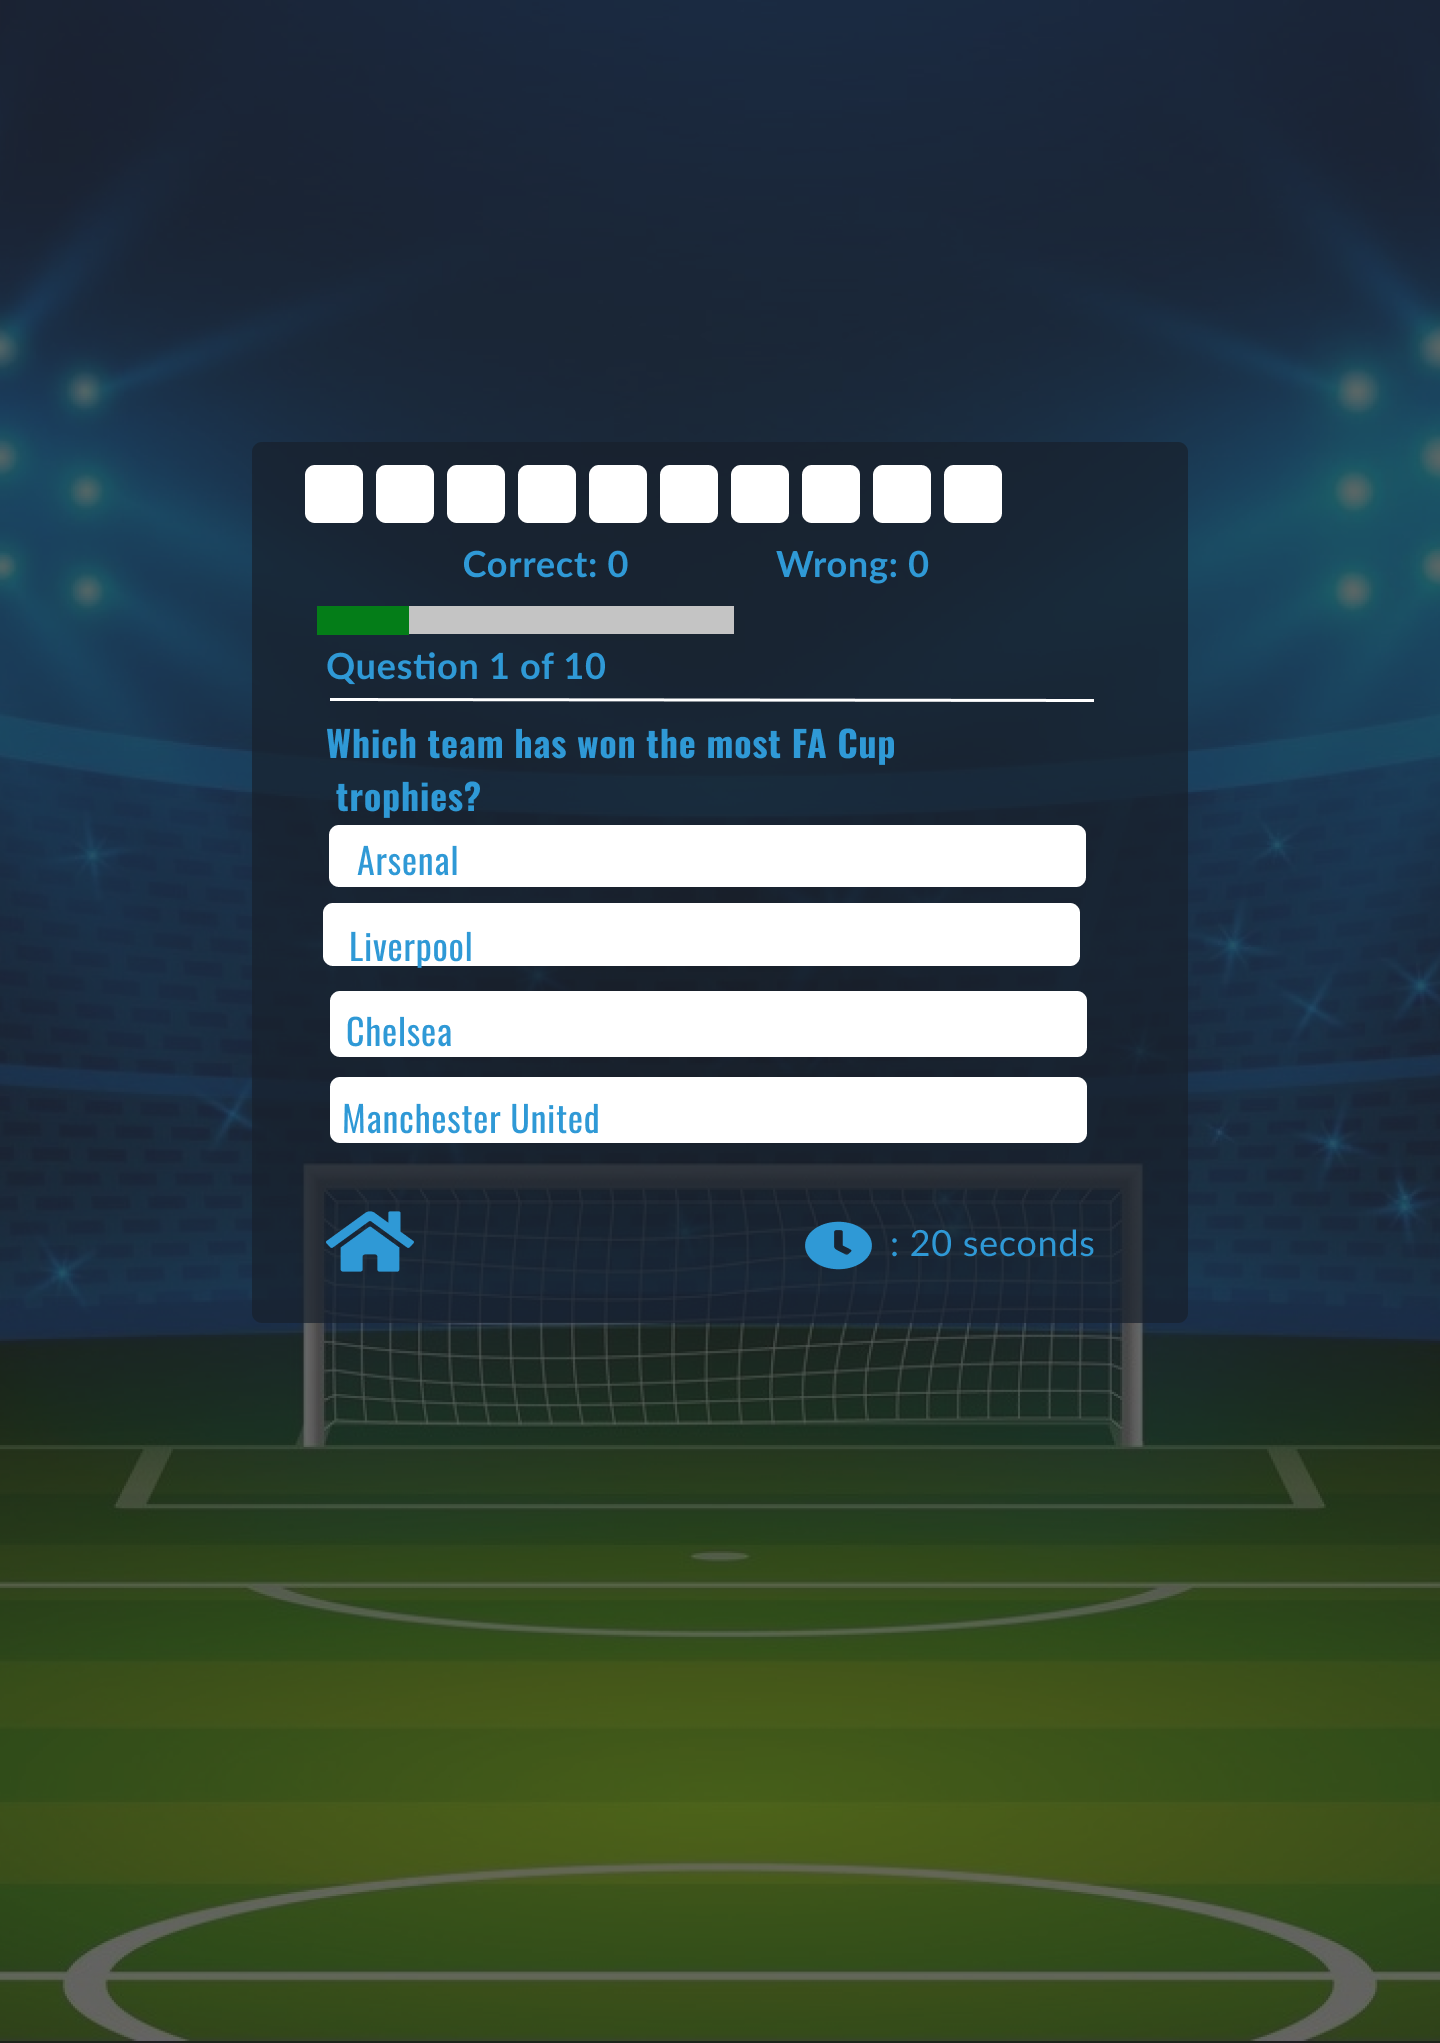 Correct: 0 Wrong: 0
Question 1 of 10
Which team has won the most FA Cup
trophies?
Arsenal
Liverpool
Chelsea
Manchester United
: 20 seconds